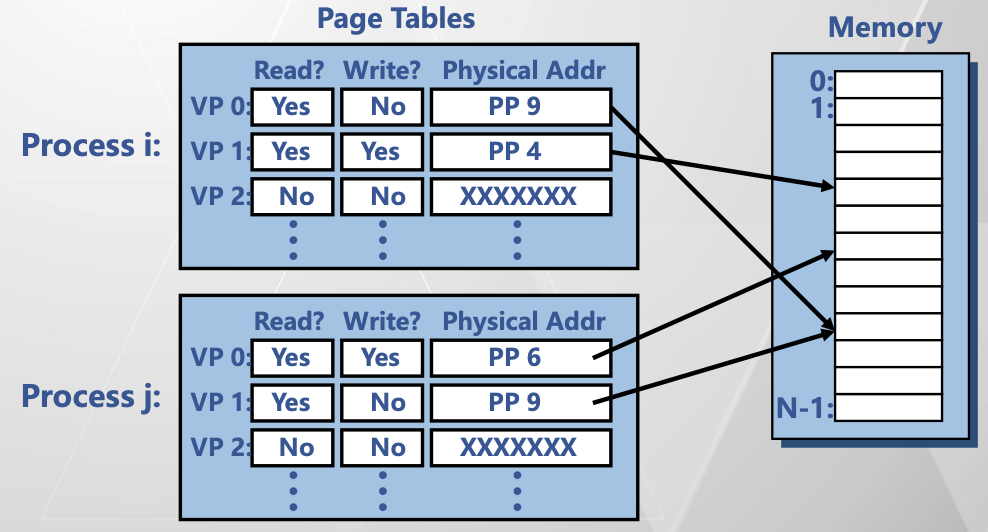 Page Tables
Memory
Read? Write? Physical Addr
VP 0: Yes No PP 9
Process i: VP 1: Yes Yes PP 4
VP 2: No No XXXXXXX
Read? Write? Physical Addr
VP 0: Yes Yes PP 6
Process j: VP 1: Yes No PP 9
VP 2: No No XXXXXXX
0:
1:
N-1: